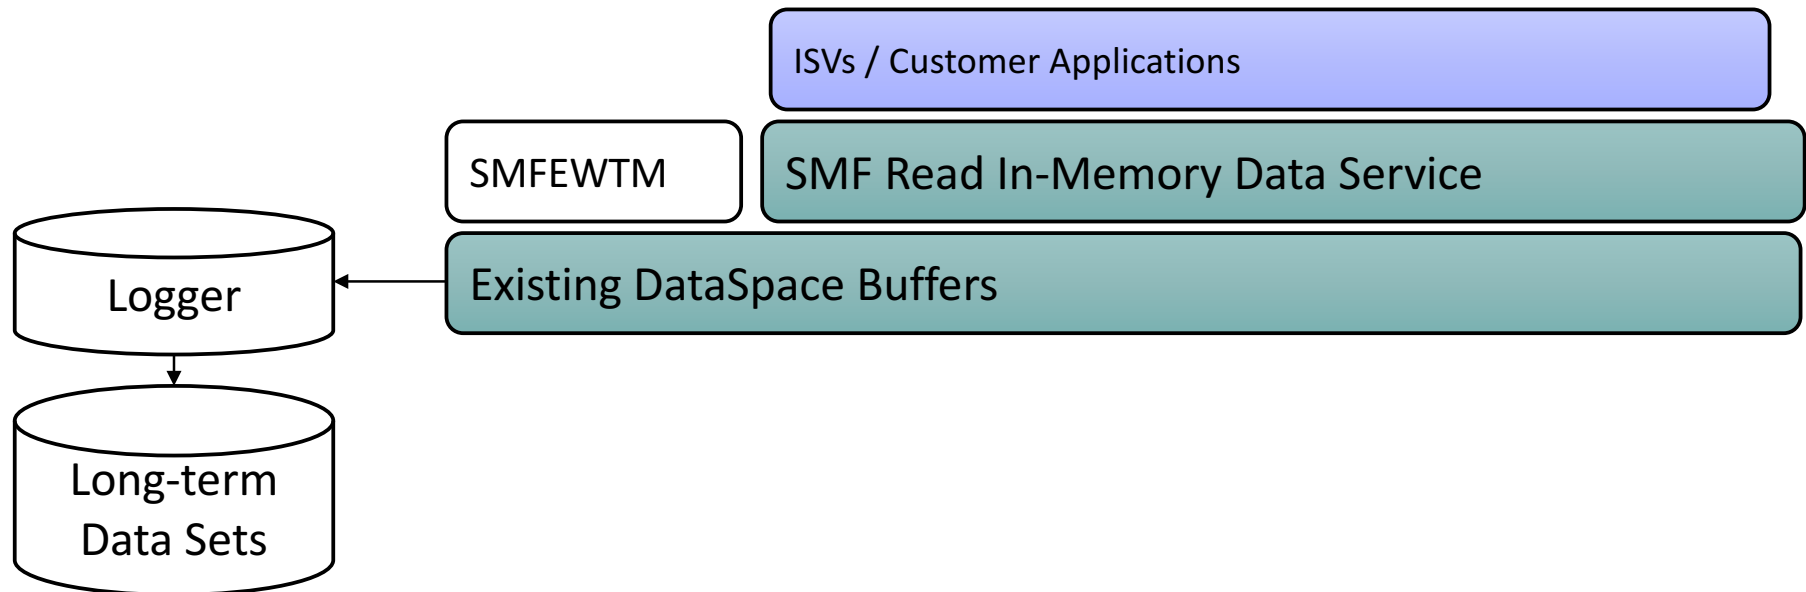 ISVs / Customer Applications
SMFEWTM
SMF Read In-Memory Data Service
Existing DataSpace Buffers
Logger
Long-term
Data Sets